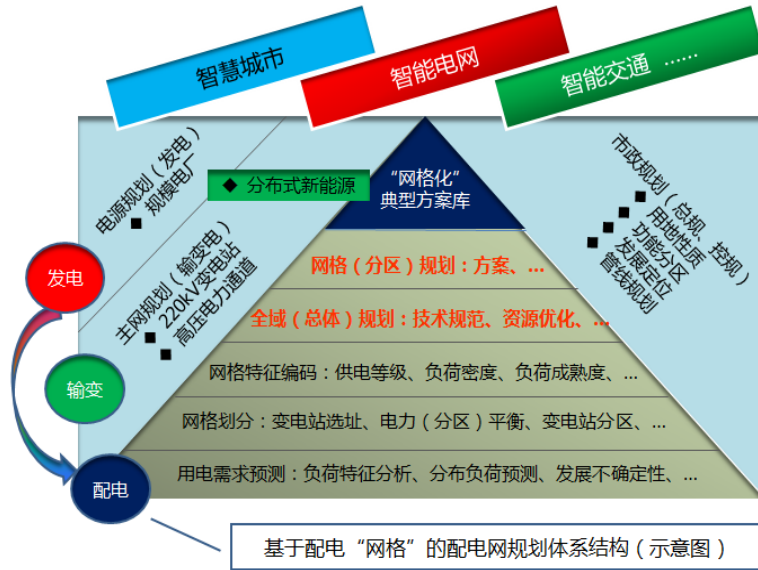 智慧城市
智能电网
智能交通 ……
电源规划（发电）
■ 规模电厂
◆ 分布式新能源
“网格化”
典型方案库
市政规划（总规、控规）
■ 用地性质
■ 功能分区
■ 发展定位
■ 管线规划
主网规划（输变电）
■ 220kV变电站
■ 高压电力通道
发电
输变
配电
网格（分区）规划：方案、...
全域（总体）规划：技术规范、资源优化、...
网格特征编码：供电等级、负荷密度、负荷成熟度、...
网格划分：变电站选址、电力（分区）平衡、变电站分区、...
用电需求预测：负荷特征分析、分布负荷预测、发展不确定性、...
基于配电“网格”的配电网规划体系结构（示意图）